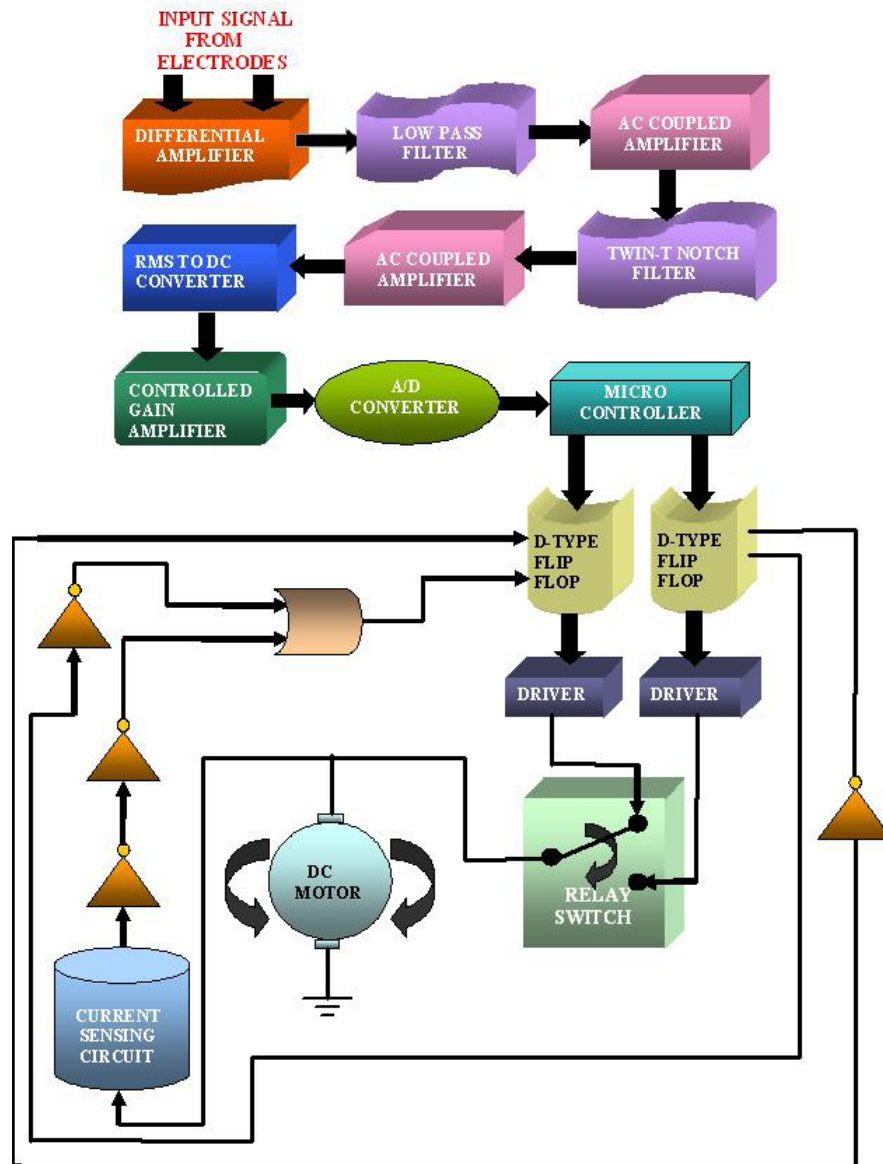 INPUT SIGNAL
FROM
ELECTRODES
DIFFERENTIAL
AMPLIFIER
LOW PASS
FILTER
AC COUPLED
AMPLIFIER
RMS TO DC
CONVERTER
AC COUPLED
AMPLIFIER
TWIN-T NOTCH
FILTER
CONTROLLED
GAIN
AMPLIFIER
A/D
CONVERTER
MICRO
CONTROLLER
D-TYPE
FLIP
FLOP
D-TYPE
FLIP
FLOP
DRIVER
DRIVER
DC
MOTOR
RELAY
SWITCH
CURRENT
SENSING
CIRCUIT